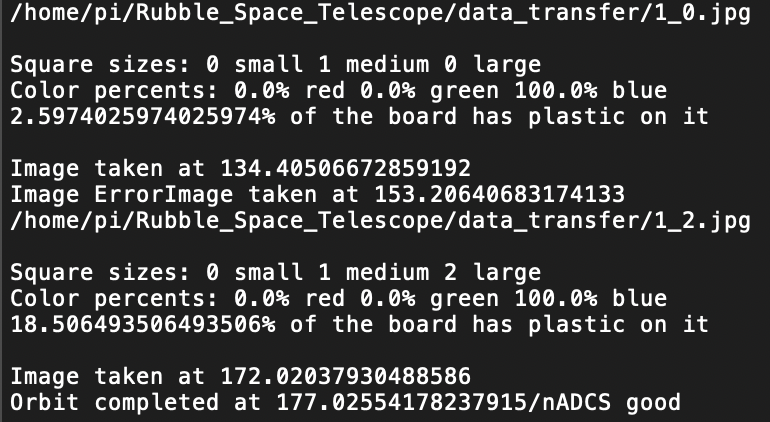 /home/pi/Rubble_Space_Telescope/data_transfer/1_0.jpg
Square sizes: 0 small 1 medium 0 large
Color percents: 0.0% red 0.0% green 100.0% blue
2.5974025974025974% of the board has plastic on it
Image taken at 134.40506672859192
Image ErrorImage taken at 153.20640683174133
/home/pi/Rubble_Space_Telescope/data_transfer/1_2.jpg
Square sizes: 0 small 1 medium 2 large
Color percents: 0.0% red 0.0% green 100.0% blue
18.506493506493506% of the board has plastic on it
Image taken at 172.02037930488586
Orbit completed at 177.02554178237915/nADCS good